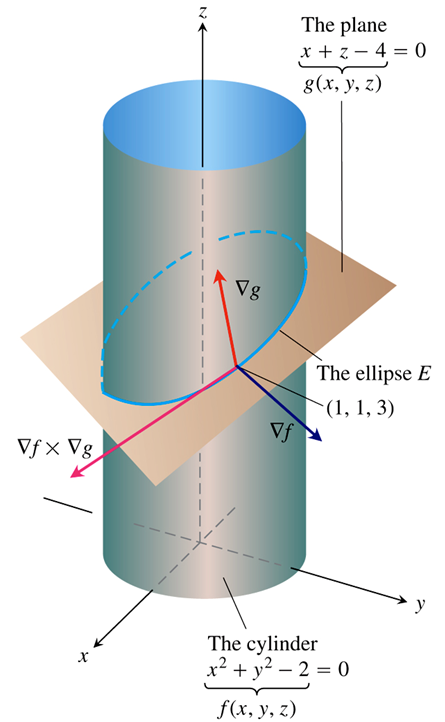 z
The plane
x + z − 4 = 0
g(x, y, z)
∇g
The ellipse E
(1, 1, 3)
∇f
∇f × ∇g
y
x
The cylinder
x² + y² − 2 = 0
f(x, y, z)